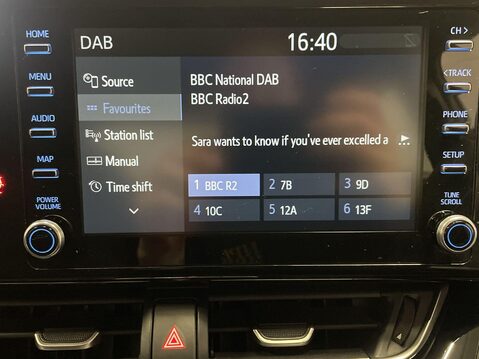 HOME
MENU
AUDIO
MAP
POWER
VOLUME
DAB
16:40
Source
Favourites
Station list
Manual
Time shift
BBC National DAB
BBC Radio2
Sara wants to know if you've ever excelled a
1 BBC R2
2 7B
3 9D
4 10C
5 12A
6 13F
CH >
< TRACK
PHONE
SETUP
TUNE
SCROLL